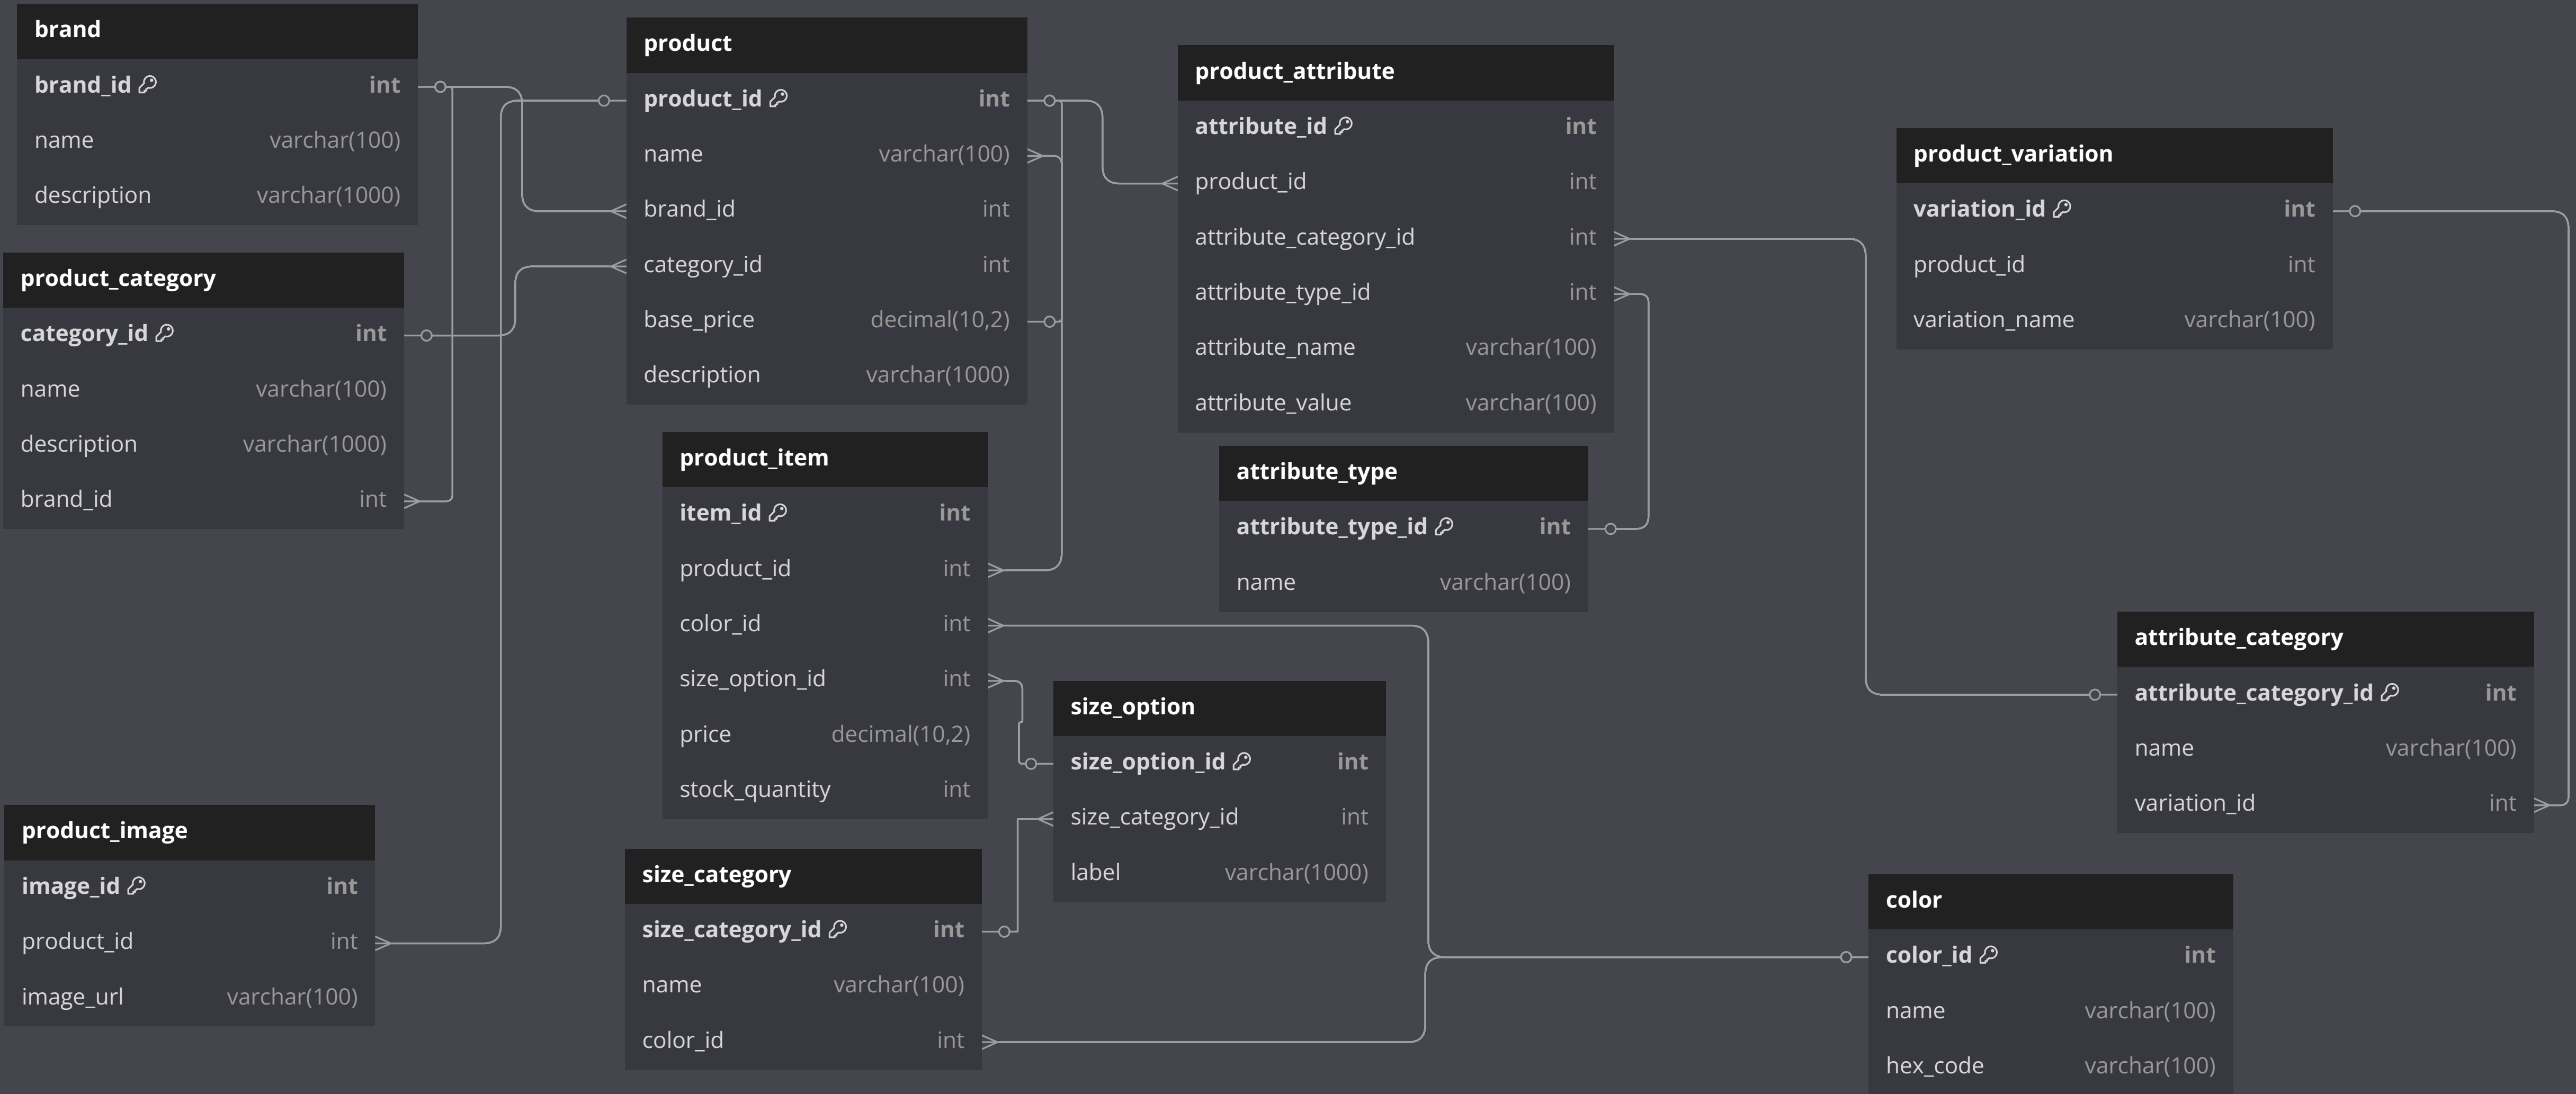 brand
brand_id int
name varchar(100)
description varchar(1000)
product_category
category_id int
name varchar(100)
description varchar(1000)
brand_id int
product_image
image_id int
product_id int
image_url varchar(100)
product
product_id int
name varchar(100)
brand_id int
category_id int
base_price decimal(10,2)
description varchar(1000)
product_item
item_id int
product_id int
color_id int
size_option_id int
price decimal(10,2)
stock_quantity int
size_category
size_category_id int
name varchar(100)
color_id int
size_option
size_option_id int
size_category_id int
label varchar(1000)
product_attribute
attribute_id int
product_id int
attribute_category_id int
attribute_type_id int
attribute_name varchar(100)
attribute_value varchar(100)
attribute_type
attribute_type_id int
name varchar(100)
product_variation
variation_id int
product_id int
variation_name varchar(100)
attribute_category
attribute_category_id int
name varchar(100)
variation_id int
color
color_id int
name varchar(100)
hex_code varchar(100)